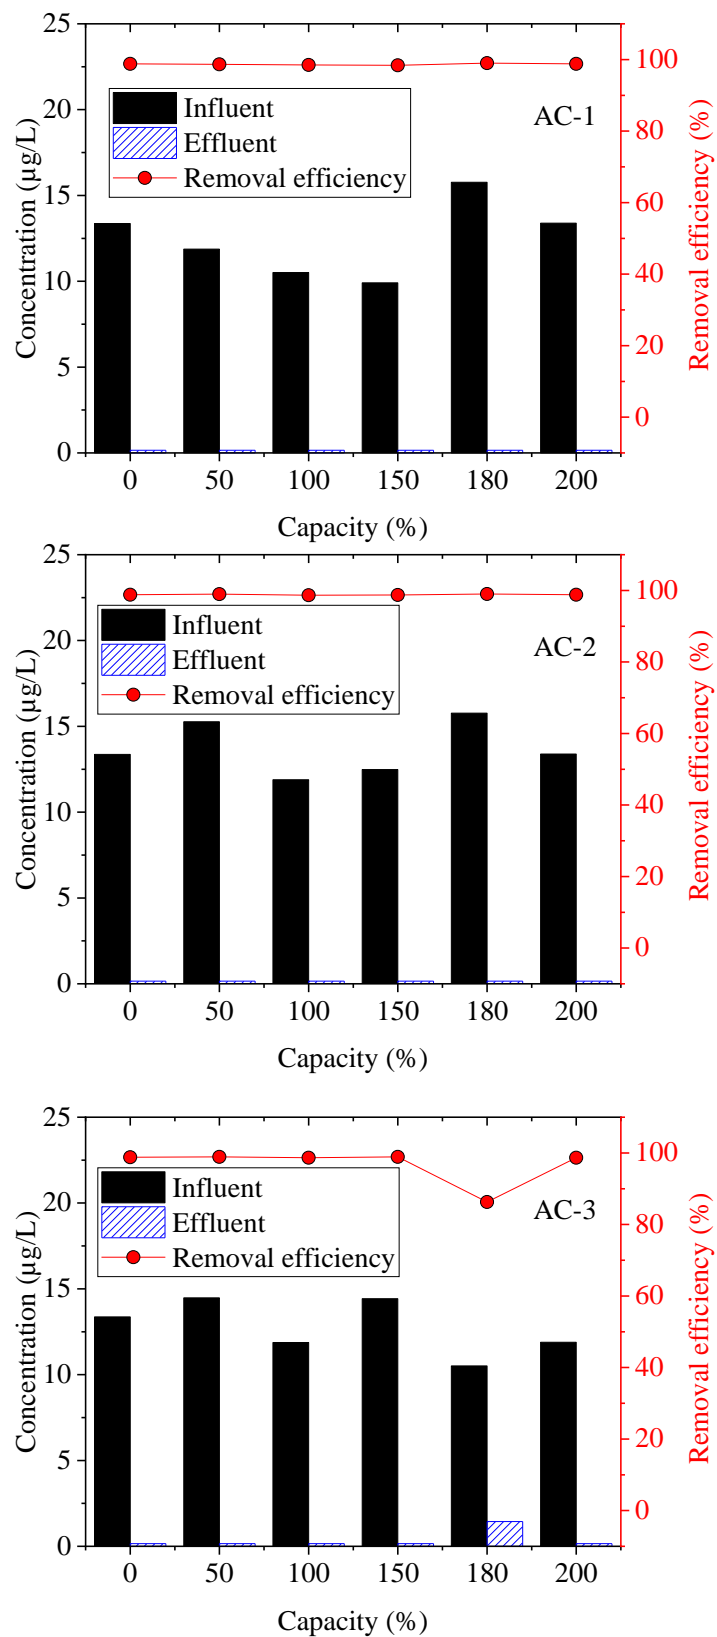 25
20
15
10
5
0
Concentration (μg/L)
Influent
Effluent
Removal efficiency
AC-1
100
80
60
40
20
0
Removal efficiency (%)
0 50 100 150 180 200
Capacity (%)
25
20
15
10
5
0
Concentration (μg/L)
Influent
Effluent
Removal efficiency
AC-2
100
80
60
40
20
0
Removal efficiency (%)
0 50 100 150 180 200
Capacity (%)
25
20
15
10
5
0
Concentration (μg/L)
Influent
Effluent
Removal efficiency
AC-3
100
80
60
40
20
0
Removal efficiency (%)
0 50 100 150 180 200
Capacity (%)